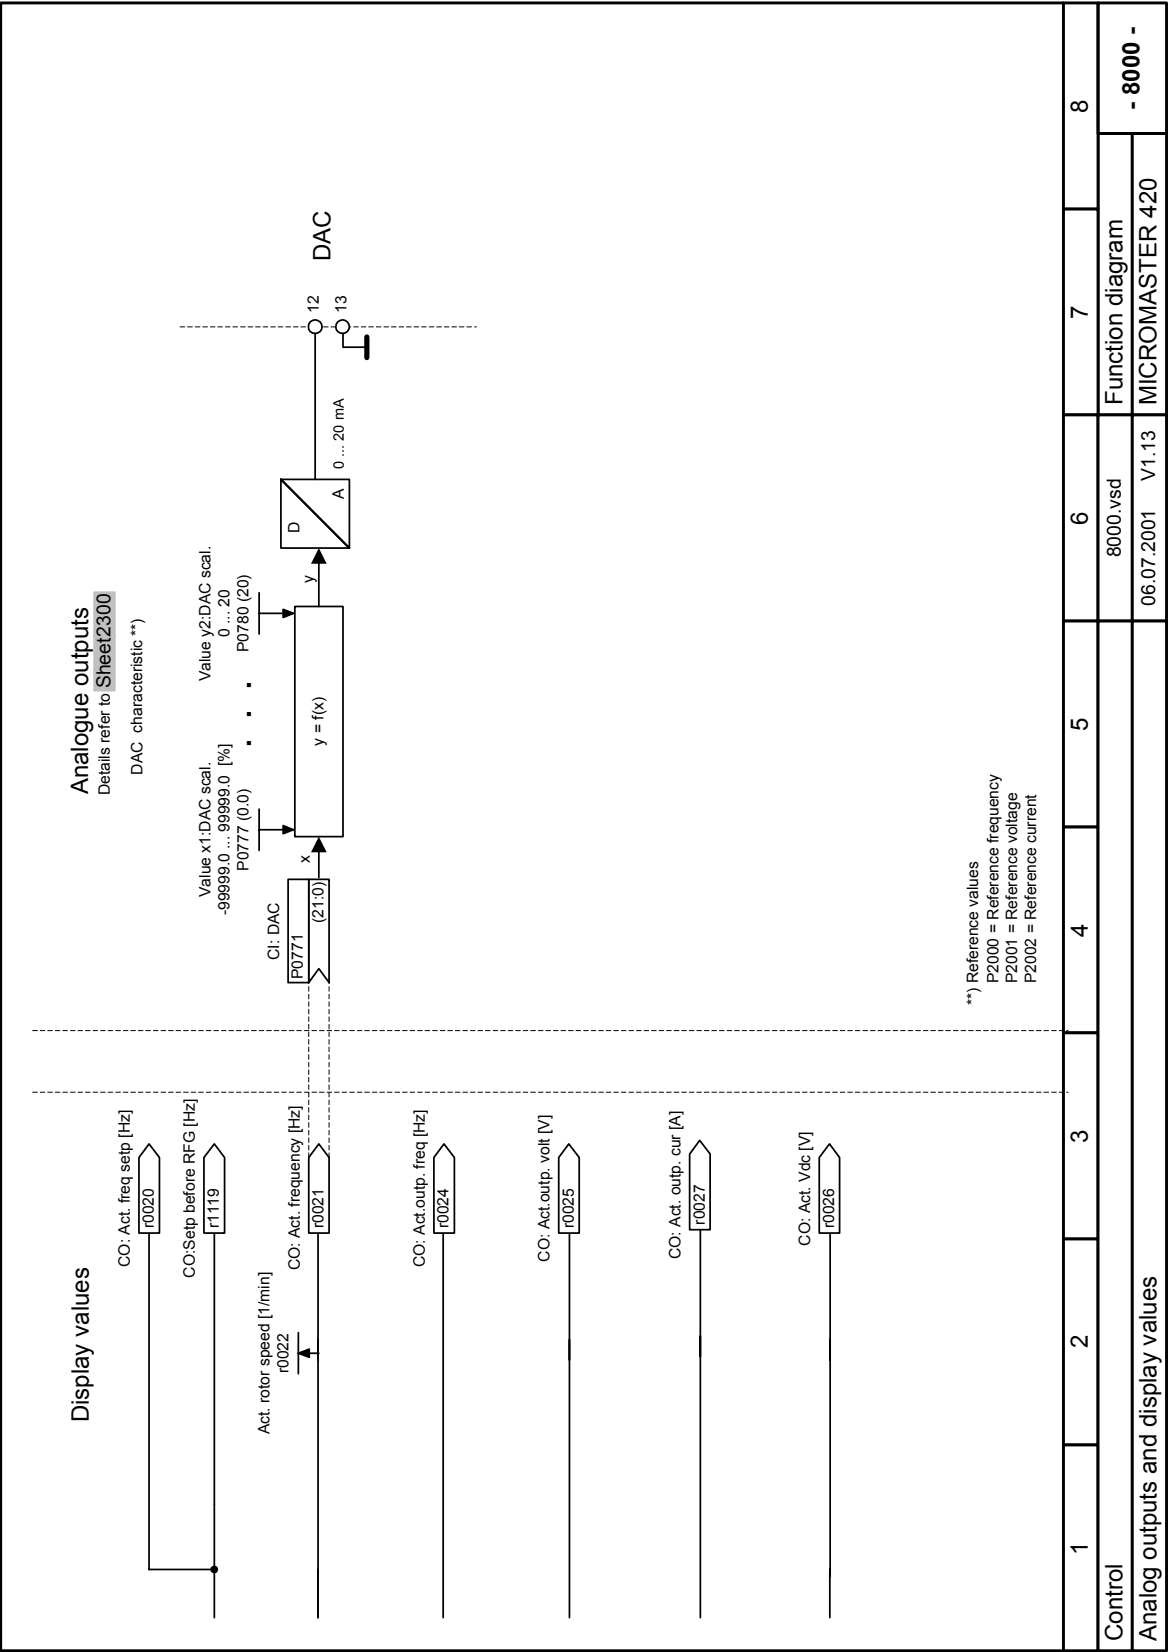 Display values
CO: Act. freq setp [Hz]
r0020
CO:Setp before RFG [Hz]
r1119
Act. rotor speed [1/min]
r0022
CO: Act. frequency [Hz]
r0021
CO: Act.outp. freq [Hz]
r0024
CO: Act.outp. volt [V]
r0025
CO: Act. outp. cur [A]
r0027
CO: Act. Vdc [V]
r0026
Analogue outputs
Details refer to Sheet2300
DAC characteristic **)
Value x1:DAC scal.
-99999.0 ... 99999.0 [%]
P0777 (0.0)
. . .
Value y2:DAC scal.
0 ... 20
P0780 (20)
CI: DAC
P0771
(21:0)
x
y = f(x)
y
D
A
0 ... 20 mA
12
13
DAC
**) Reference values
P2000 = Reference frequency
P2001 = Reference voltage
P2002 = Reference current
1 2 3 4 5 6 7 8
Control
8000.vsd
Function diagram
- 8000 -
Analog outputs and display values
06.07.2001 V1.13
MICROMASTER 420